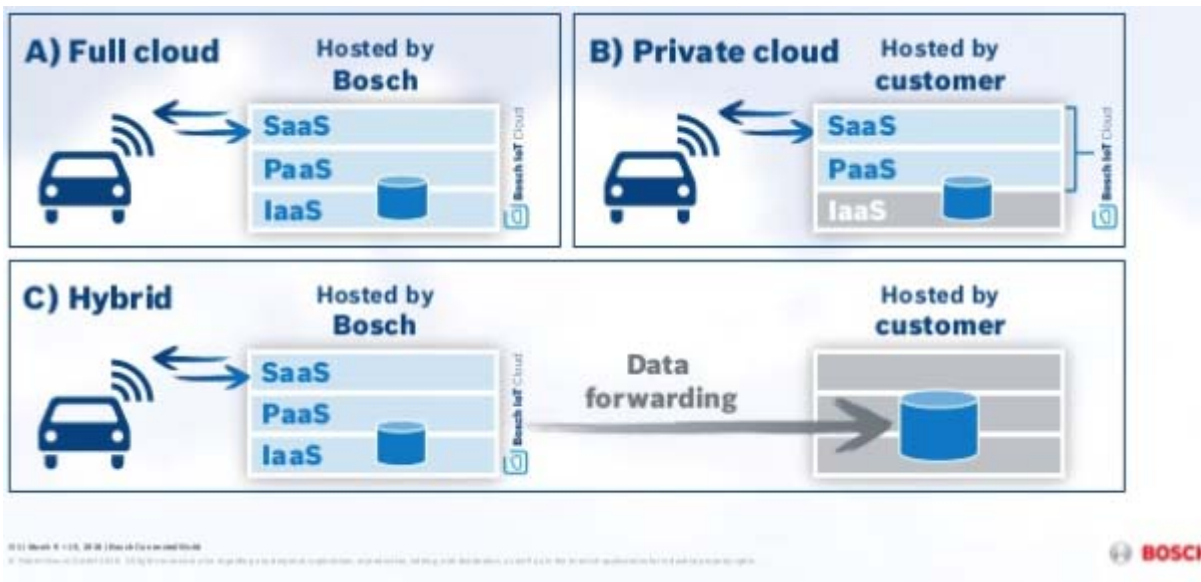 A) Full cloud
Hosted by
Bosch
SaaS
PaaS
IaaS
Bosch IoT Cloud
B) Private cloud
Hosted by
customer
SaaS
PaaS
IaaS
Bosch IoT Cloud
C) Hybrid
Hosted by
Bosch
SaaS
PaaS
IaaS
Bosch IoT Cloud
Data
forwarding
Hosted by
customer
BOSCH